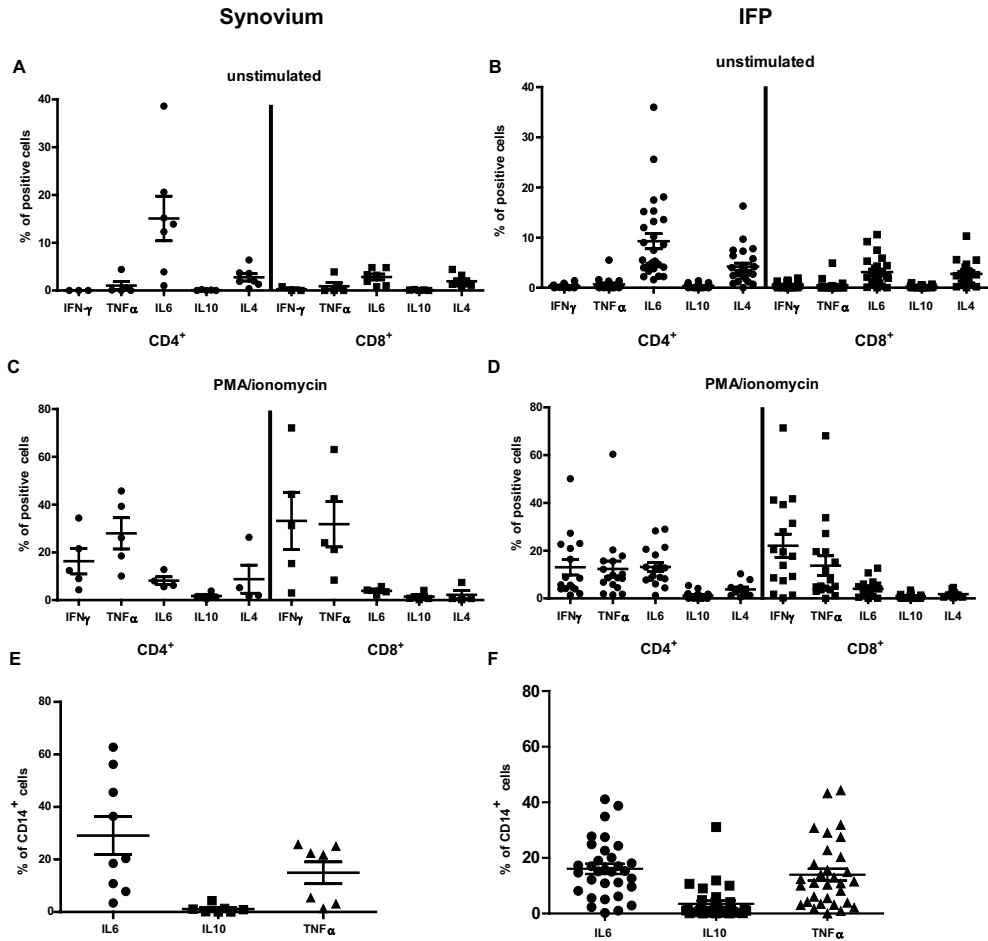 Synovium
IFP
A
unstimulated
% of positive cells
40
30
20
10
0
IFN-γ TNFα IL6 IL10 IL4 IFN-γ TNFα IL6 IL10 IL4
CD4+ CD8+
B
unstimulated
% of positive cells
40
30
20
10
0
IFNγ TNFα IL6 IL10 IL4 IFNγ TNFα IL6 IL10 IL4
CD4+ CD8+
C
PMA/ionomycin
% of positive cells
80
60
40
20
0
IFNγ TNFα IL6 IL10 IL4 IFNγ TNFα IL6 IL10 IL4
CD4+ CD8+
D
PMA/ionomycin
% of positive cells
80
60
40
20
0
IFNγ TNFα IL6 IL10 IL4 IFNγ TNFα IL6 IL10 IL4
CD4+ CD8+
E
% of CD14+ cells
80
60
40
20
0
IL6 IL10 TNFα
F
% of CD14+ cells
80
60
40
20
0
IL6 IL10 TNFα